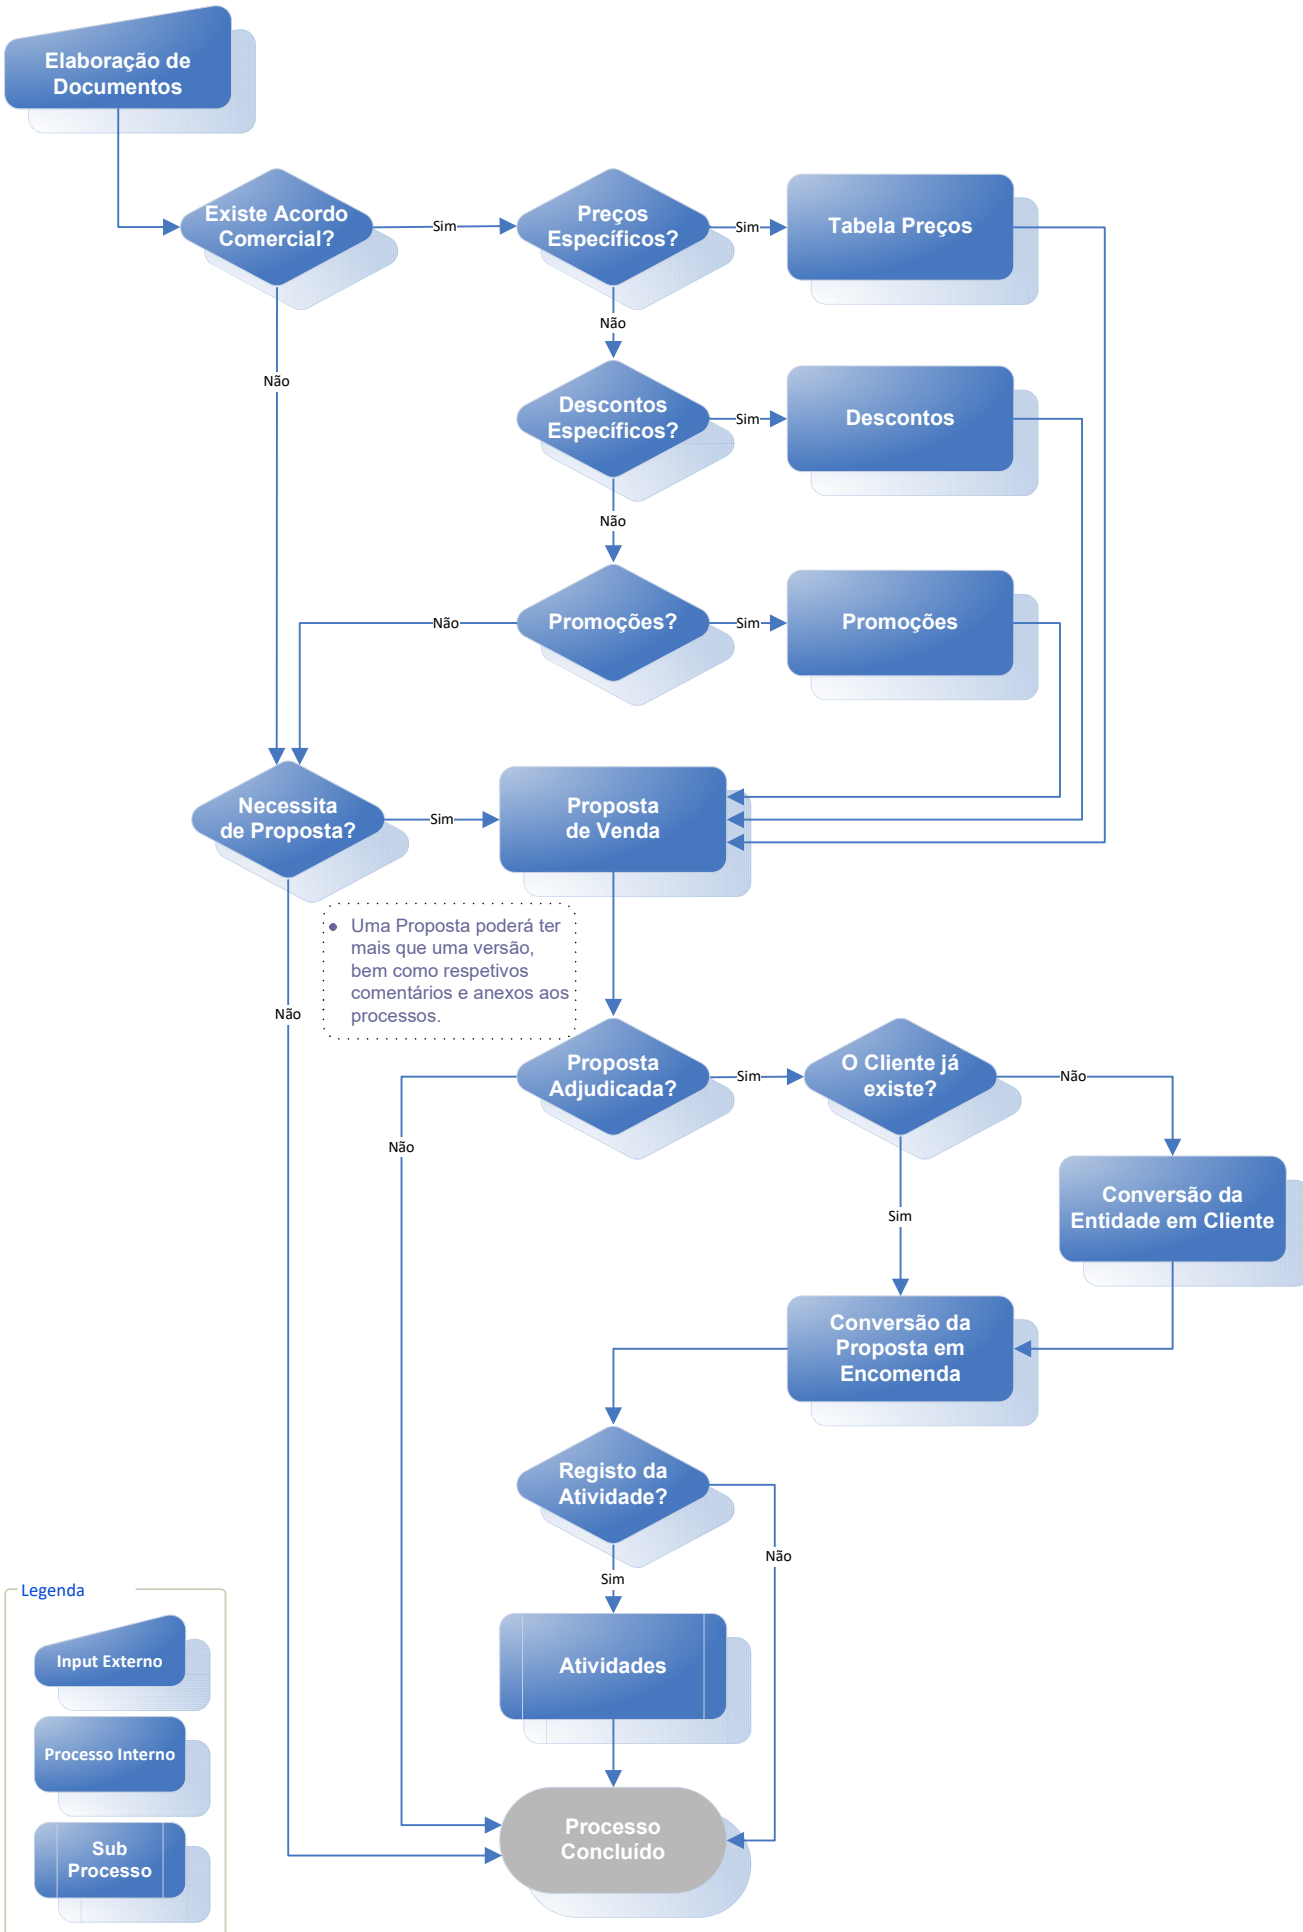 Elaboração de
Documentos
Existe Acordo
Comercial?
Sim
Preços
Específicos?
Sim
Tabela Preços
Não
Não
Descontos
Específicos?
Sim
Descontos
Não
Promoções?
Não
Sim
Promoções
Necessita
de Proposta?
Sim
Proposta
de Venda
Uma Proposta poderá ter
mais que uma versão,
bem como respetivos
comentários e anexos aos
processos.
Não
Proposta
Adjudicada?
Sim
O Cliente já
existe?
Não
Não
Sim
Conversão da
Entidade em Cliente
Conversão da
Proposta em
Encomenda
Registo da
Atividade?
Não
Sim
Atividades
Processo
Concluído
Legenda
Input Externo
Processo Interno
Sub
Processo